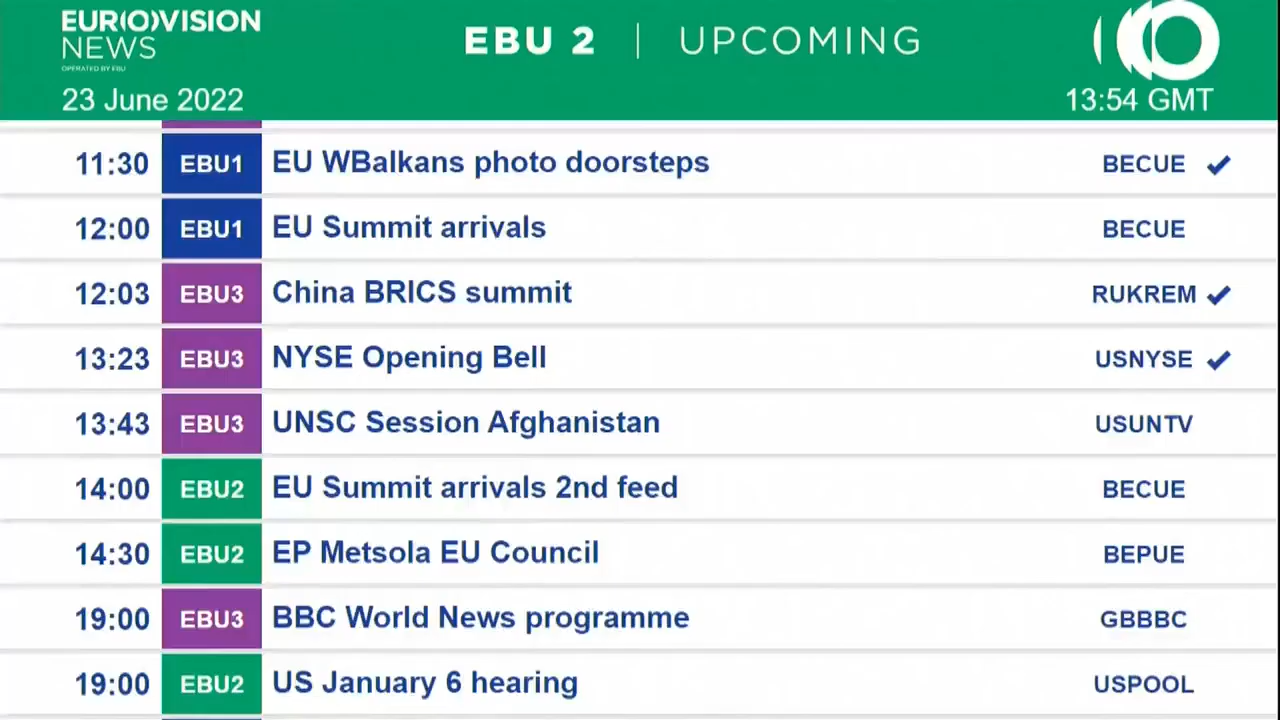 EUR(O)VISION
NEWS
OPERATED BY EBU
EBU 2 | UPCOMING
23 June 2022
13:54 GMT
11:30 EBU1 EU WBalkans photo doorsteps BECUE ✔
12:00 EBU1 EU Summit arrivals BECUE
12:03 EBU3 China BRICS summit RUKREM ✔
13:23 EBU3 NYSE Opening Bell USNYSE ✔
13:43 EBU3 UNSC Session Afghanistan USUNTV
14:00 EBU2 EU Summit arrivals 2nd feed BECUE
14:30 EBU2 EP Metsola EU Council BEPUE
19:00 EBU3 BBC World News programme GBBBC
19:00 EBU2 US January 6 hearing USPOOL